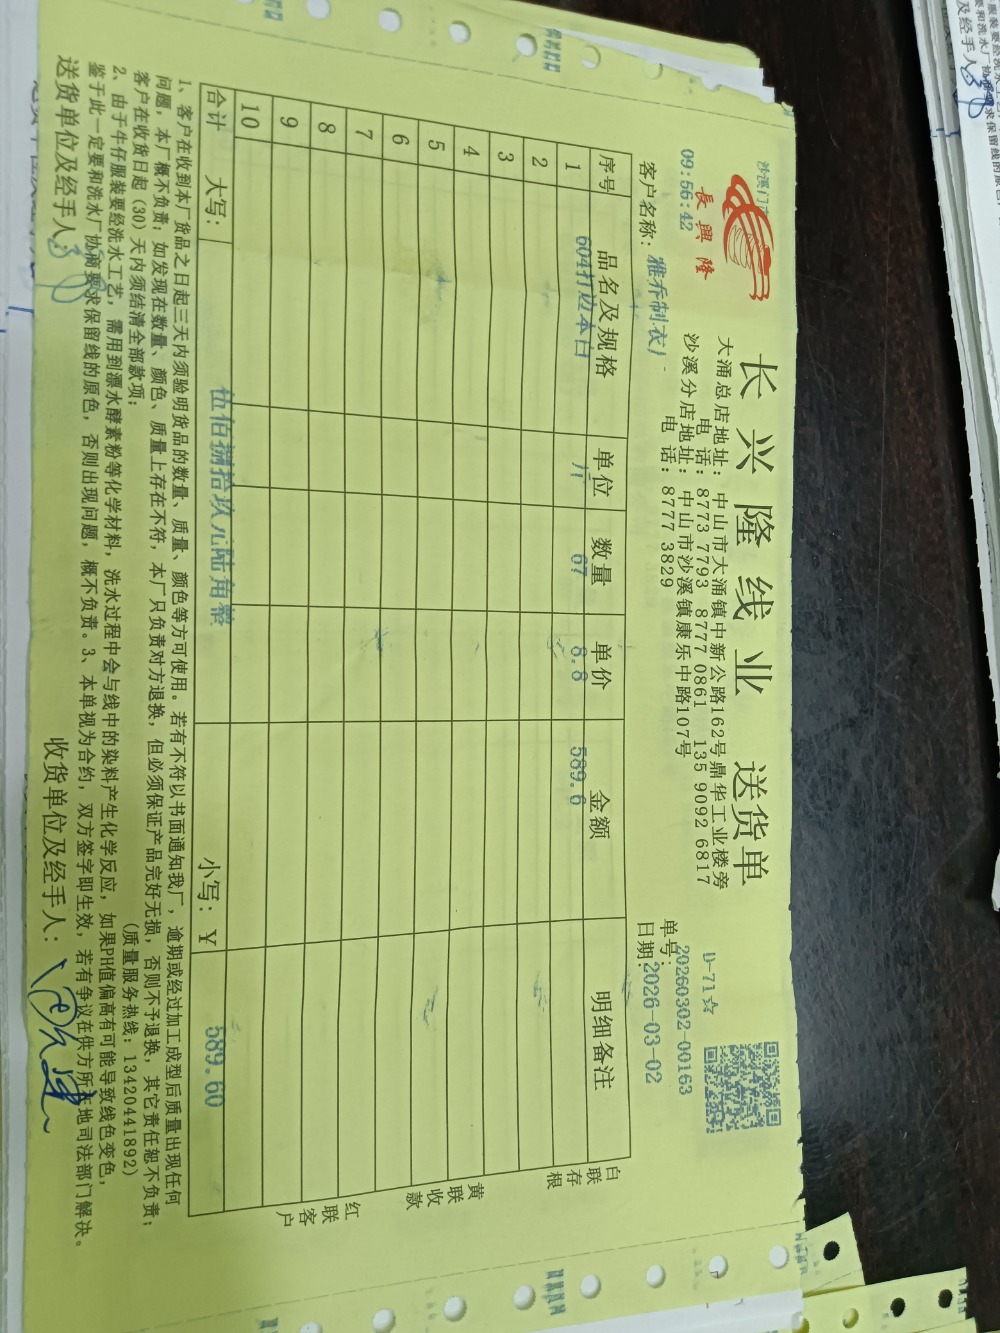 沙溪门市
長興隆
长兴隆线业 送货单
大涌总店地址：中山市大涌镇中新公路162号鼎华工业楼旁
电 话：8773 7793 8777 0861 135 9092 6817
沙溪分店地址：中山市沙溪镇康乐中路107号
电 话：8777 3829
D-71☆
09:56:42
单号：20260302-00163
客户名称：雅乔制衣厂
日期：2026-03-02
序号 品名及规格 单位 数量 单价 金额 明细备注
1 604打边本白 斤 67 8.8 589.6
2
3
4
5
6
7
8
9
10
合计 大写：伍佰捌拾玖元陆角整 小写：¥ 589.60
白联存根
黄联收款
红联客户
1、客户在收到本厂货品之日起三天内须验明货品的数量、质量、颜色等方可使用。若有不符以书面通知我厂，逾期或经过加工成型后质量出现任何
问题，本厂概不负责；如发现在数量、颜色、质量上存在不符，本厂只负责对方退换，但必须保证产品完好无损，否则不予退换，其它责任恕不负责；
客户在收货日起（30）天内须结清全部款项； （质量服务热线：13420441892）
2、由于牛仔服装要经洗水工艺，需用到漂水酵素粉等化学材料，洗水过程中会与线中的染料产生化学反应，如果PH值偏高有可能导致线色变色，
鉴于此一定要和洗水厂协商要求保留线的原色，否则出现问题，概不负责。3、本单视为合约，双方签字即生效，若有争议在供方所在地司法部门解决。
送货单位及经手人： 收货单位及经手人：